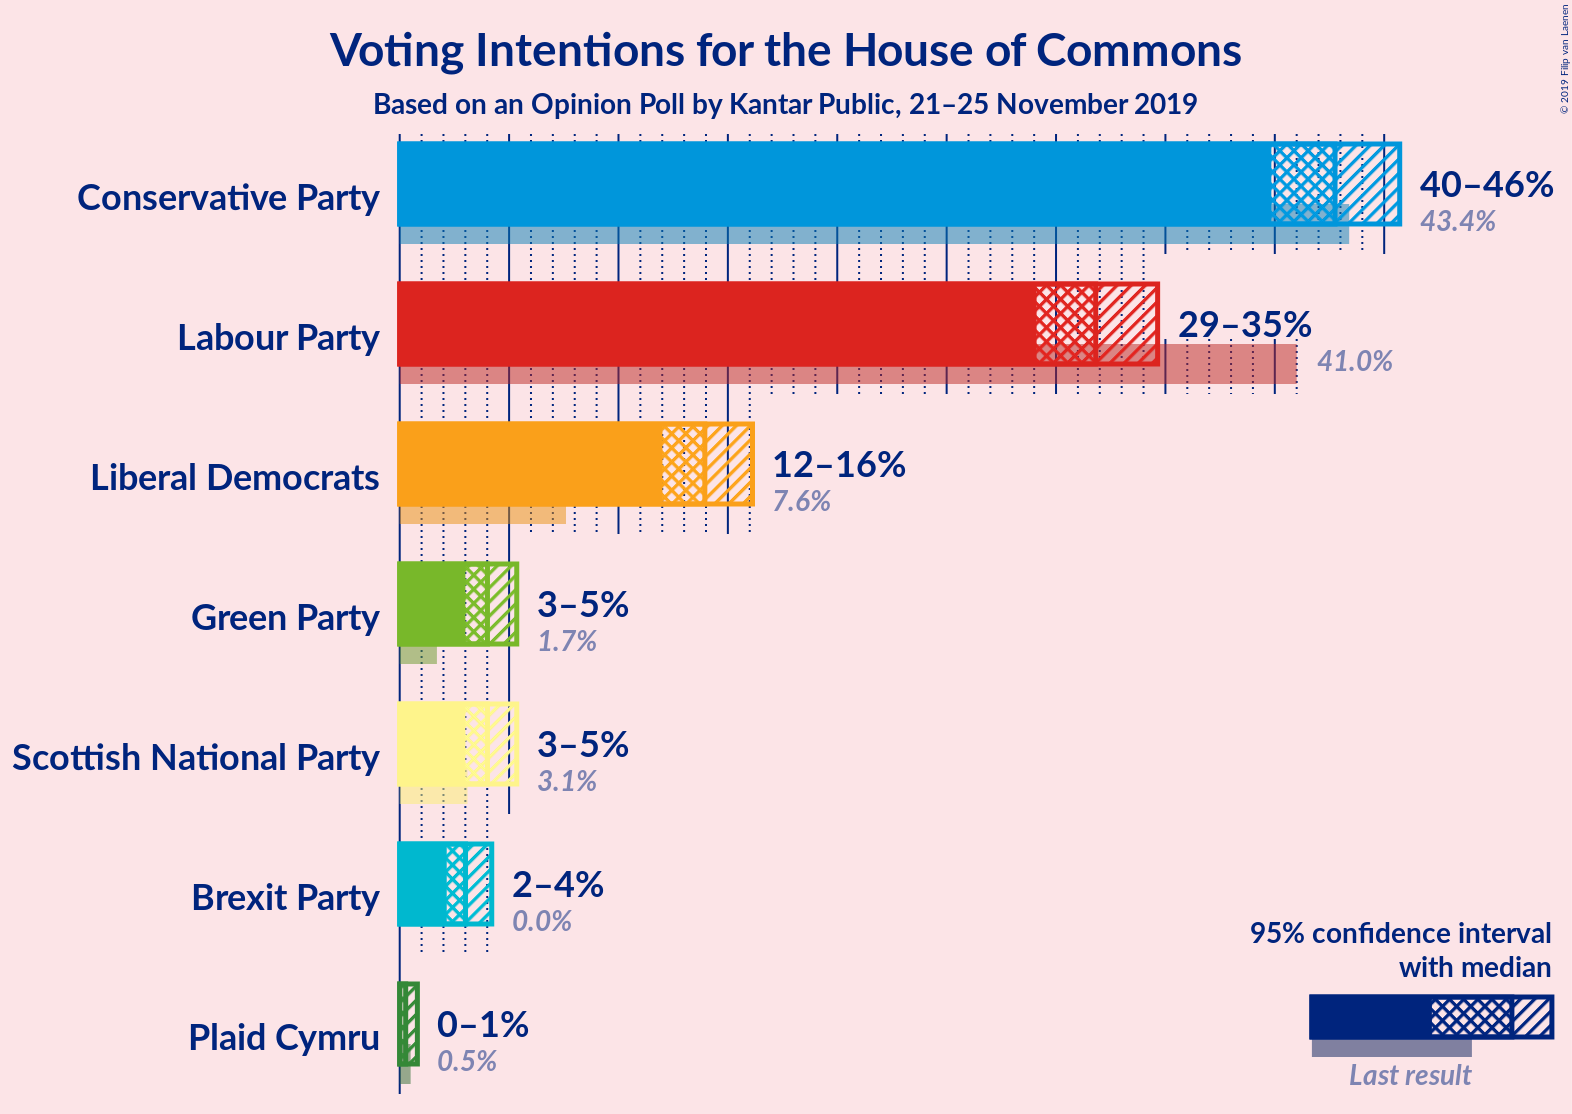 Voting Intentions for the House of Commons
Based on an Opinion Poll by Kantar Public, 21–25 November 2019
© 2019 Filip van Laenen
Conservative Party
40–46%
43.4%
Labour Party
29–35%
41.0%
Liberal Democrats
12–16%
7.6%
Green Party
3–5%
1.7%
Scottish National Party
3–5%
3.1%
Brexit Party
2–4%
0.0%
Plaid Cymru
0–1%
0.5%
95% confidence interval
with median
Last result